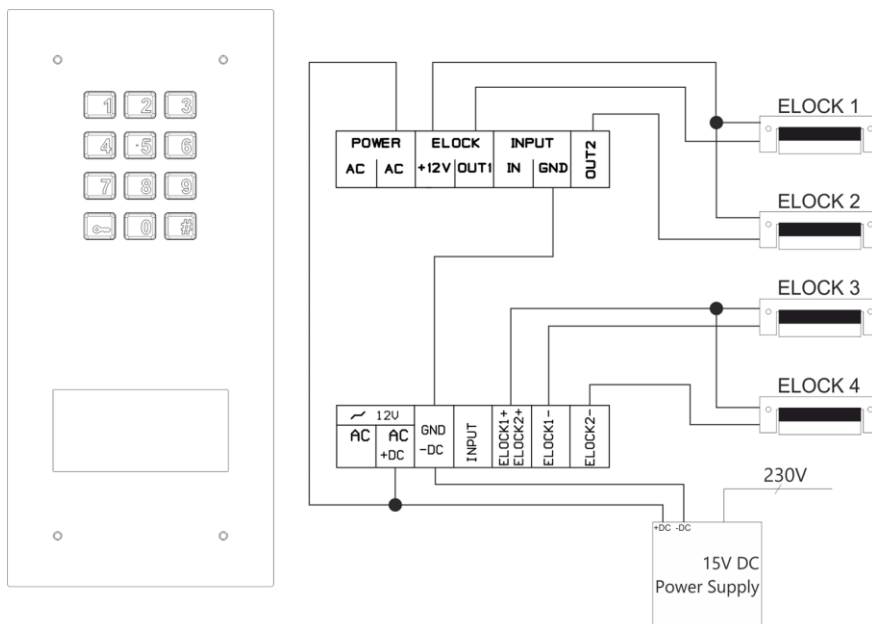 1 2 3
4 5 6
7 8 9
0 #
POWER ELOCK INPUT OUT2
AC AC +12V OUT1 IN GND
ELOCK 1
ELOCK 2
ELOCK 3
ELOCK 4
~ 12V
AC AC +DC GND -DC INPUT ELOCK1+ ELOCK2+ ELOCK1- ELOCK2-
230V
+DC -DC
15V DC
Power Supply